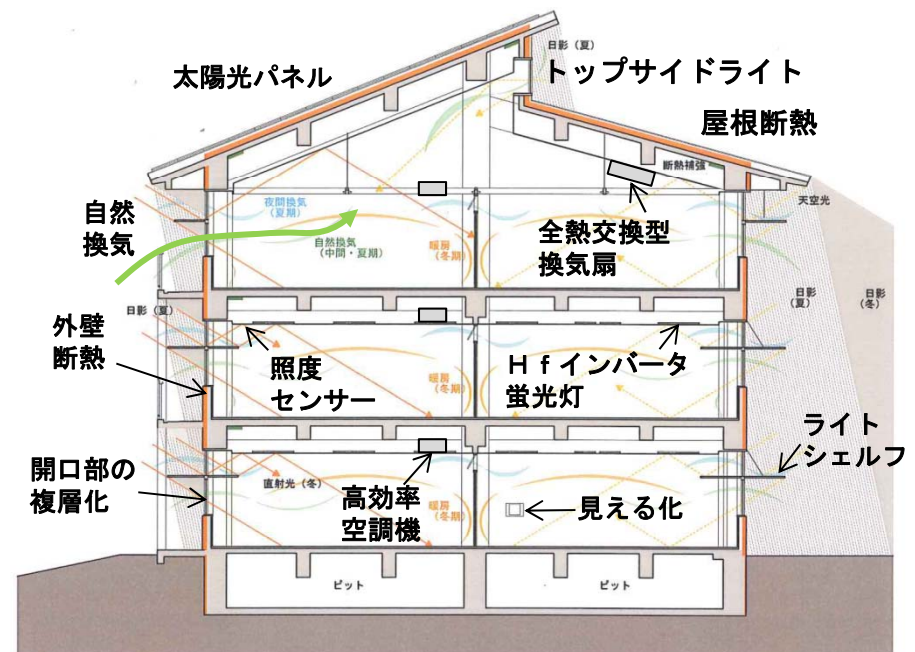 日影（夏）
太陽光パネル
トップサイドライト
屋根断熱
断熱補強
天空光
夜間換気
（夏期）
自然
換気
自然換気
（中間・夏期）
暖房
（冬期）
全熱交換型
換気扇
日影（夏）
日影
（夏）
日影
（冬）
外壁
断熱
照度
センサー
暖房
（冬期）
Ｈｆインバータ
蛍光灯
ライト
シェルフ
開口部の
複層化
直射光（冬）
高効率
空調機
暖房
（冬期）
見える化
ピット
ピット